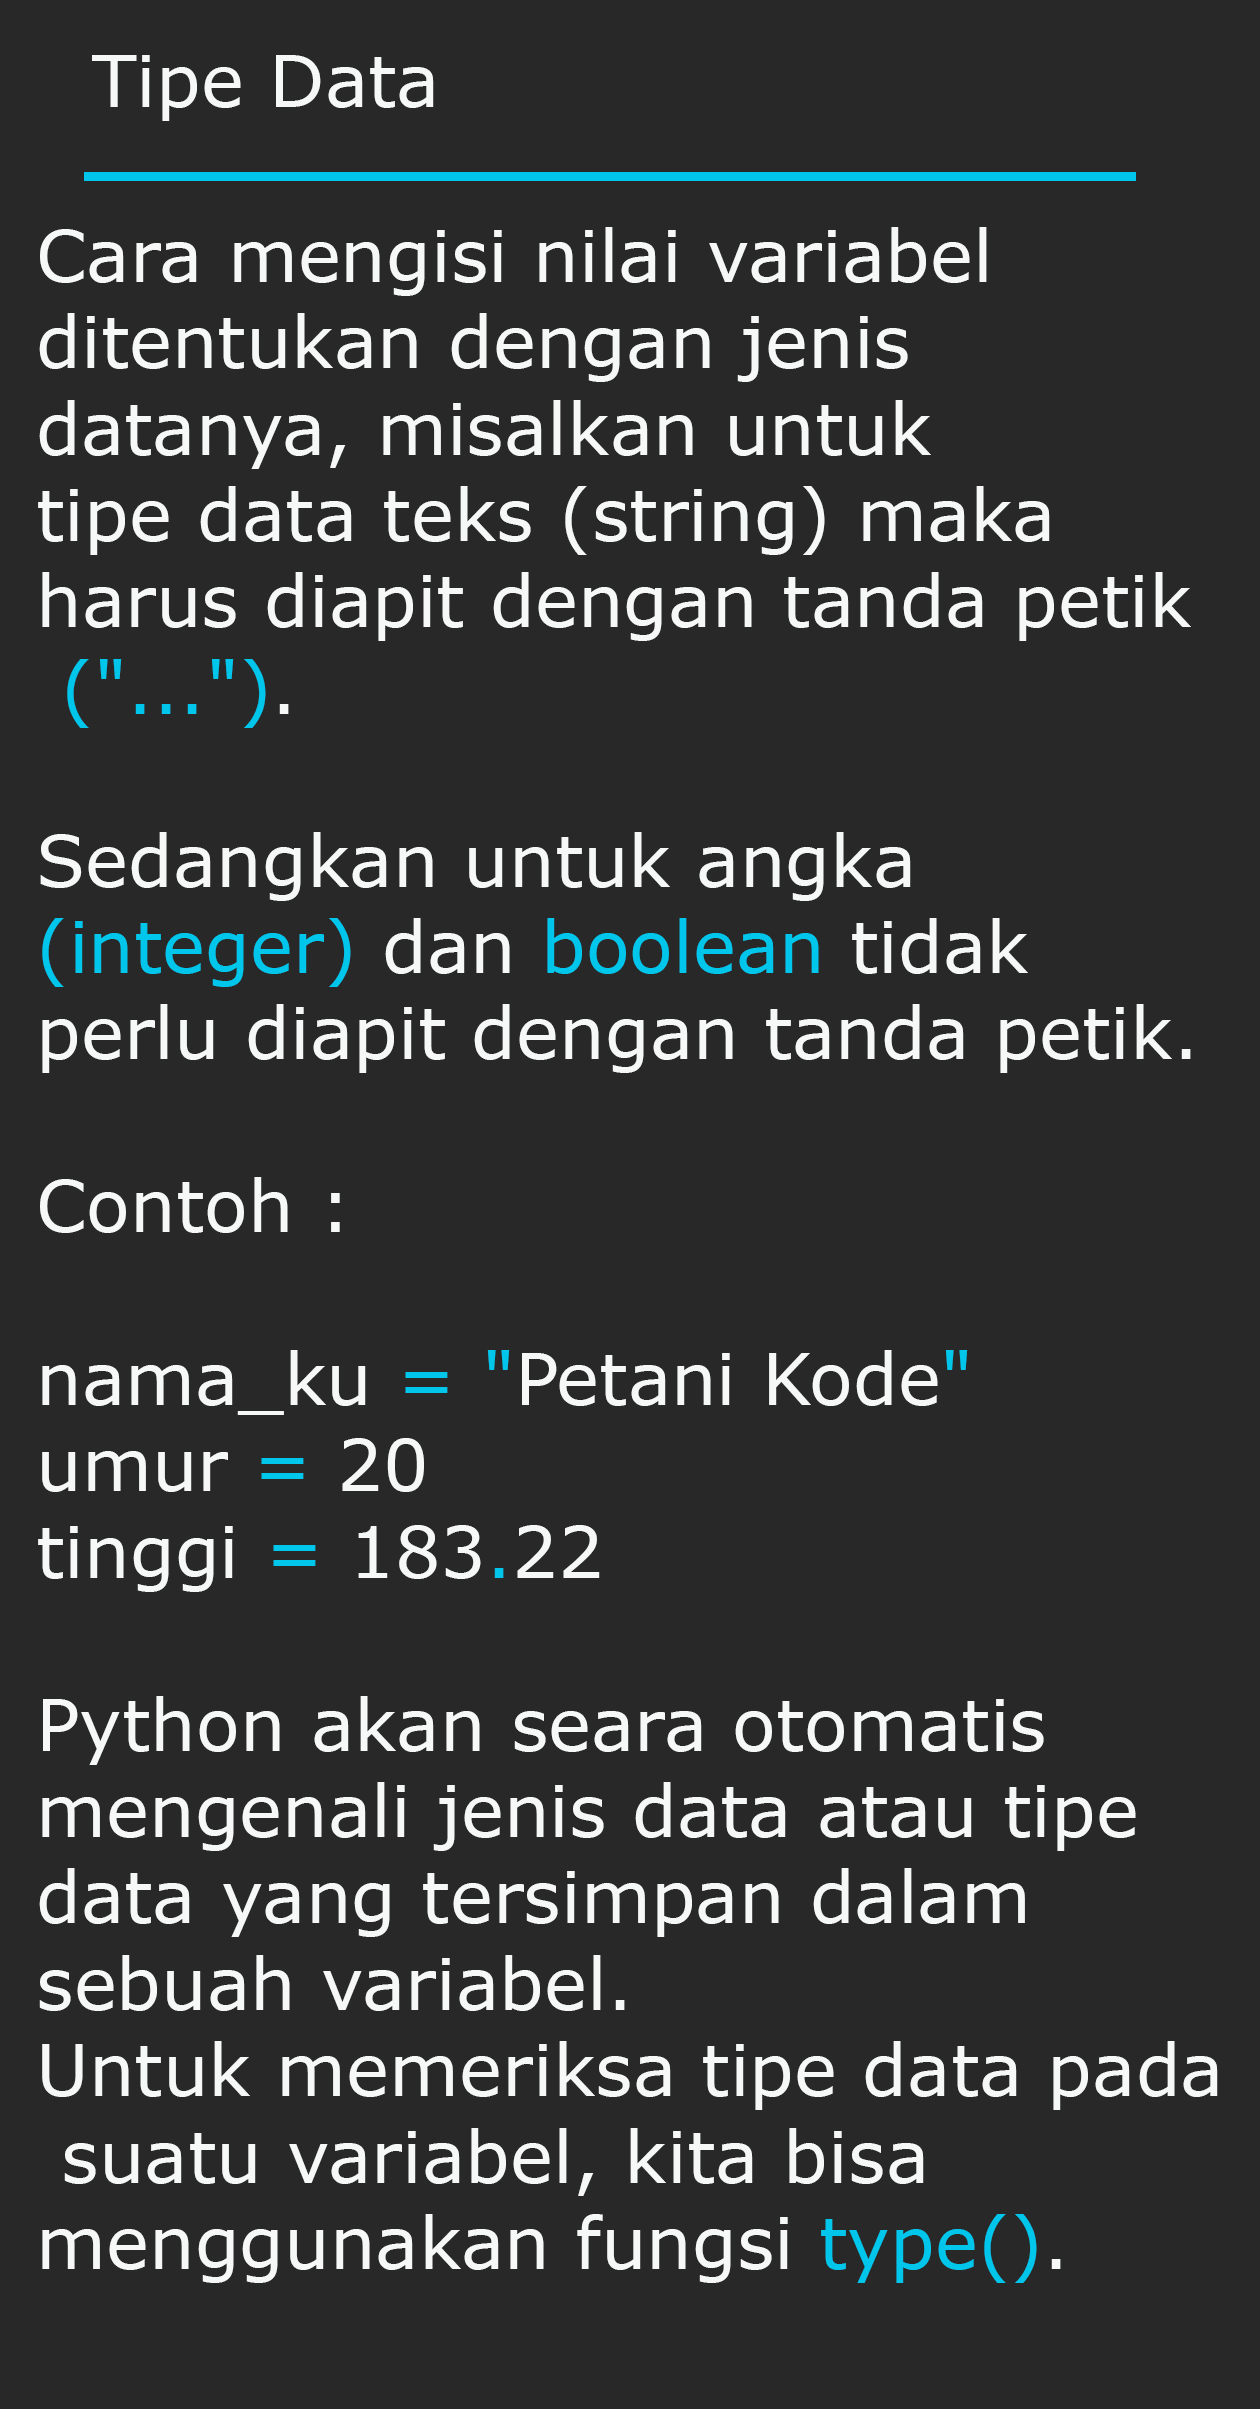 Tipe Data
Cara mengisi nilai variabel
ditentukan dengan jenis
datanya, misalkan untuk
tipe data teks (string) maka
harus diapit dengan tanda petik
("...").
Sedangkan untuk angka
(integer) dan boolean tidak
perlu diapit dengan tanda petik.
Contoh :
nama_ku = "Petani Kode"
umur = 20
tinggi = 183.22
Python akan seara otomatis
mengenali jenis data atau tipe
data yang tersimpan dalam
sebuah variabel.
Untuk memeriksa tipe data pada
suatu variabel, kita bisa
menggunakan fungsi type().